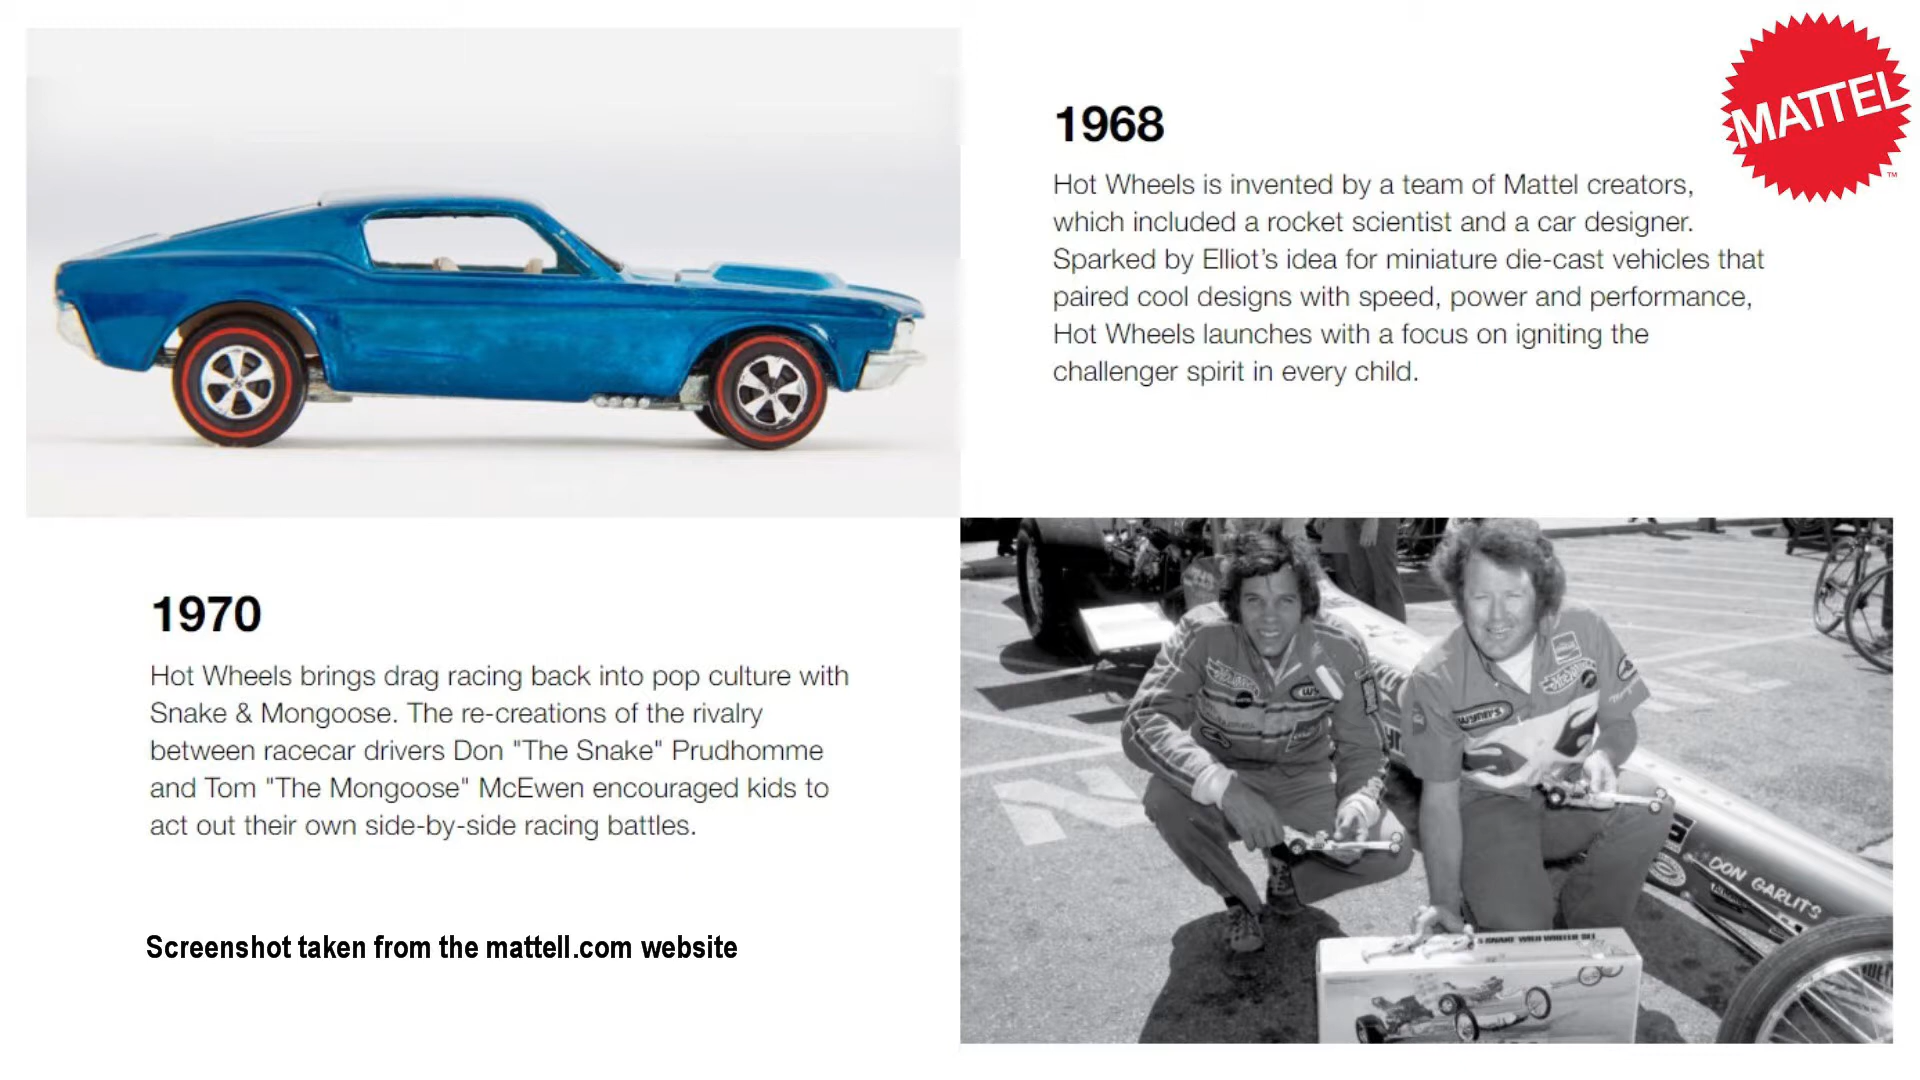 MATTEL
™
1968
Hot Wheels is invented by a team of Mattel creators,
which included a rocket scientist and a car designer.
Sparked by Elliot’s idea for miniature die-cast vehicles that
paired cool designs with speed, power and performance,
Hot Wheels launches with a focus on igniting the
challenger spirit in every child.
1970
Hot Wheels brings drag racing back into pop culture with
Snake & Mongoose. The re-creations of the rivalry
between racecar drivers Don "The Snake" Prudhomme
and Tom "The Mongoose" McEwen encouraged kids to
act out their own side-by-side racing battles.
Screenshot taken from the mattell.com website
WYNN'S
DON GARLITS